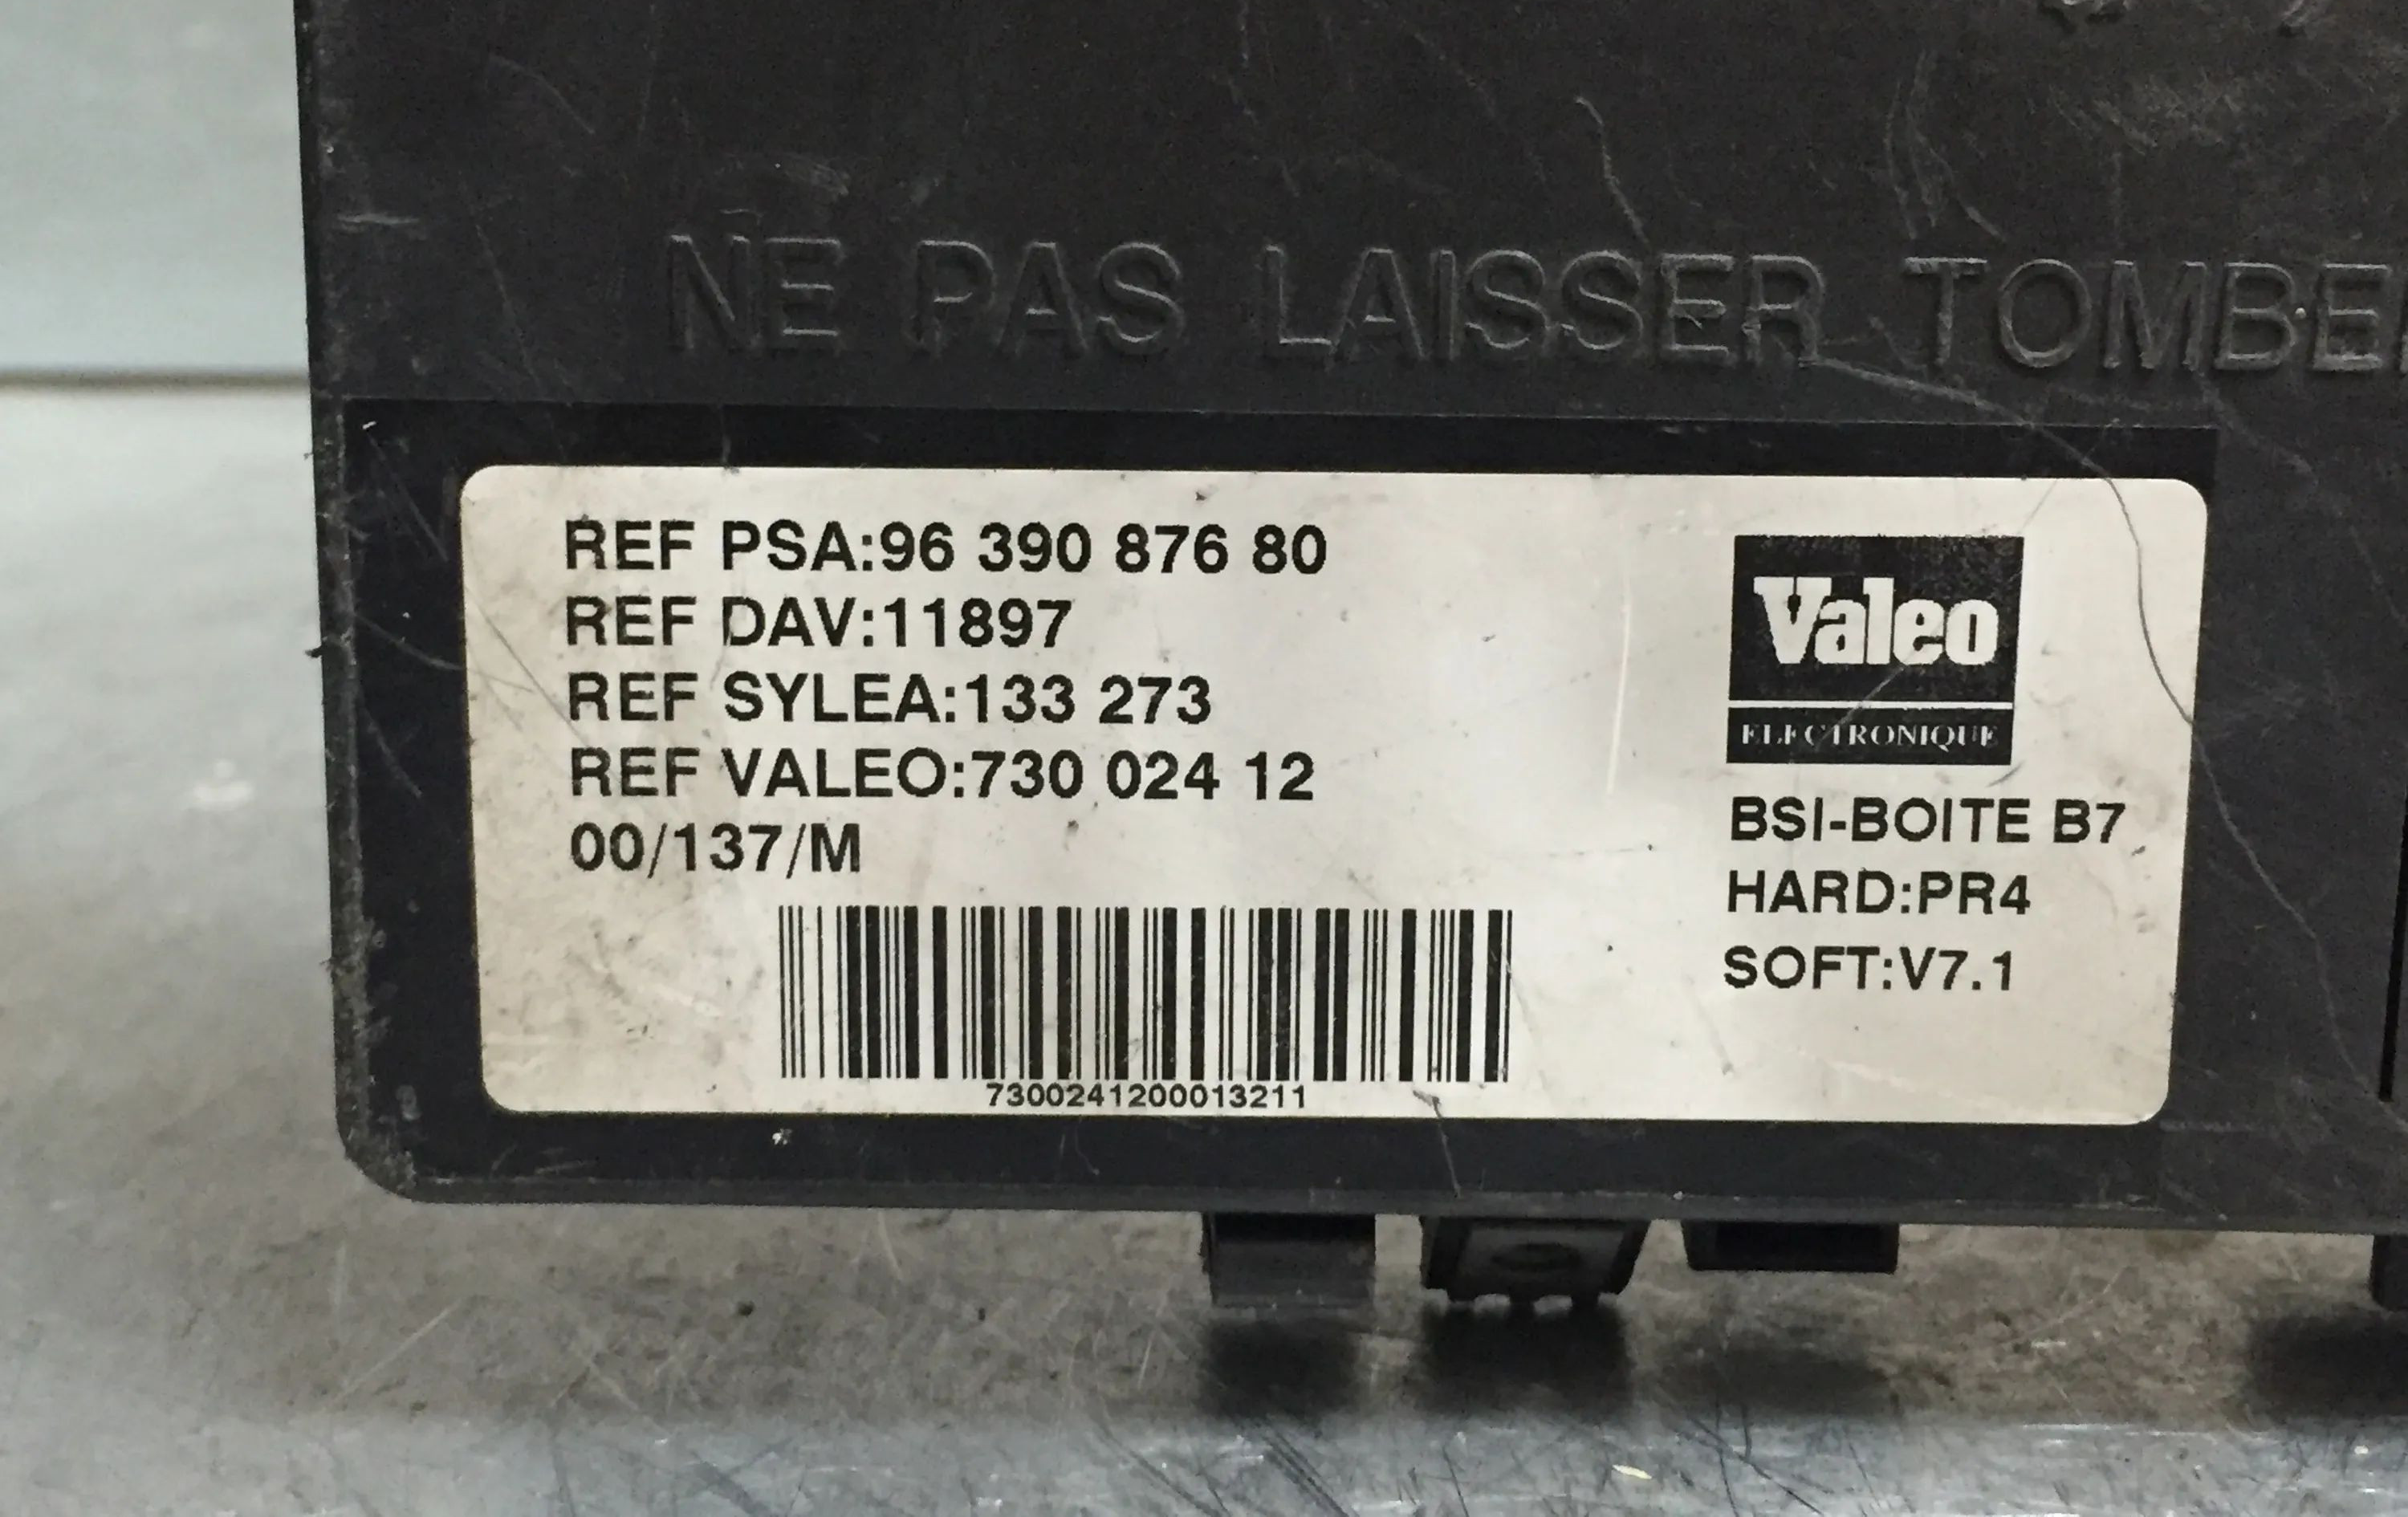 NE PAS LAISSER TOMBE
REF PSA:96 390 876 80
REF DAV:11897
REF SYLEA:133 273
REF VALEO:730 024 12
00/137/M
7300241200013211
Valeo
ELECTRONIQUE
BSI-BOITE B7
HARD:PR4
SOFT:V7.1